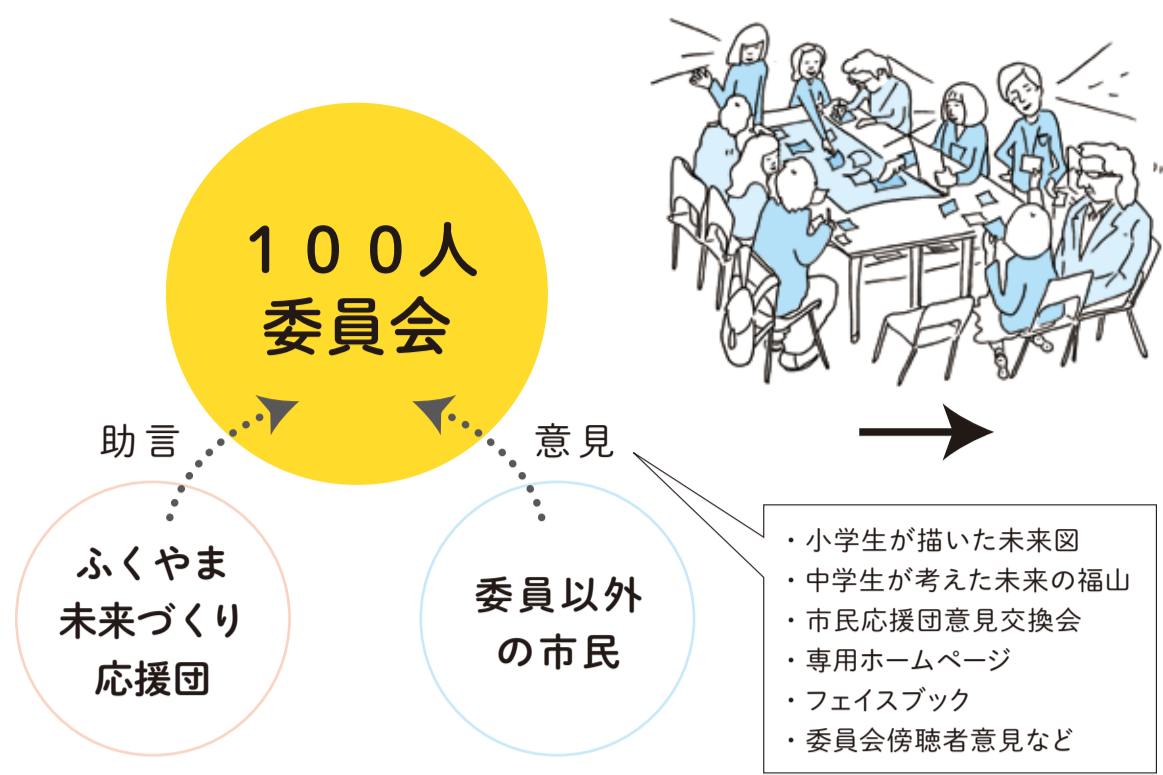 １００人
委員会
助言
意見
ふくやま
未来づくり
応援団
委員以外
の市民
・小学生が描いた未来図
・中学生が考えた未来の福山
・市民応援団意見交換会
・専用ホームページ
・フェイスブック
・委員会傍聴者意見など